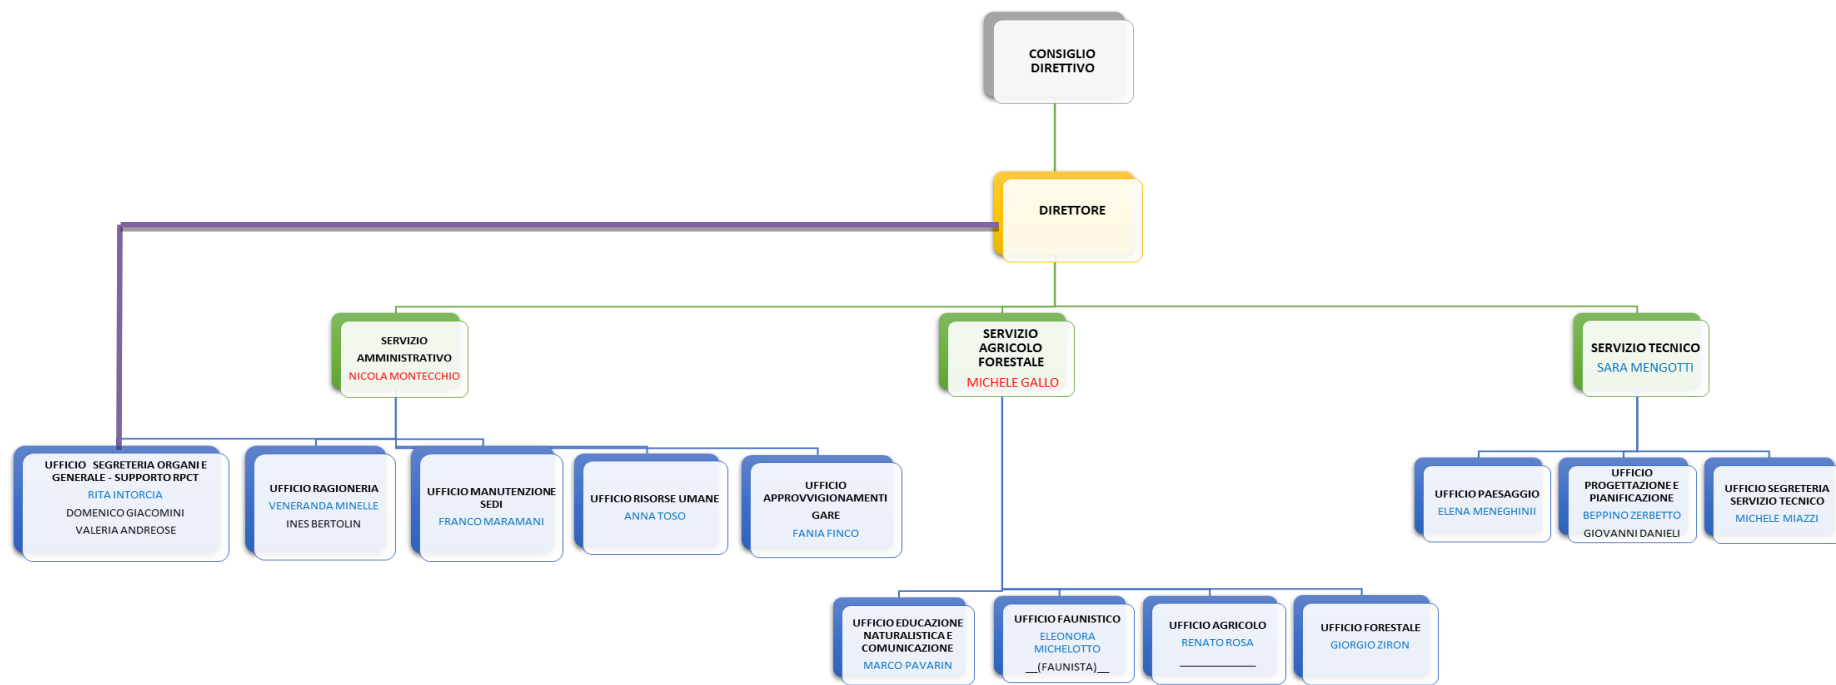 CONSIGLIO
DIRETTIVO
DIRETTORE
SERVIZIO
AMMINISTRATIVO
NICOLA MONTECCHIO
SERVIZIO
AGRICOLO
FORESTALE
MICHELE GALLO
SERVIZIO TECNICO
SARA MENGOTTI
UFFICIO SEGRETERIA ORGANI E
GENERALE - SUPPORTO RPCT
RITA INTORCIA
DOMENICO GIACOMINI
VALERIA ANDREOSE
UFFICIO RAGIONERIA
VENERANDA MINELLE
INES BERTOLIN
UFFICIO MANUTENZIONE
SEDI
FRANCO MARAMANI
UFFICIO RISORSE UMANE
ANNA TOSO
UFFICIO
APPROVVIGIONAMENTI
GARE
FANIA FINCO
UFFICIO PAESAGGIO
ELENA MENEGHINII
UFFICIO
PROGETTAZIONE E
PIANIFICAZIONE
BEPPINO ZERBETTO
GIOVANNI DANIELI
UFFICIO SEGRETERIA
SERVIZIO TECNICO
MICHELE MIAZZI
UFFICIO EDUCAZIONE
NATURALISTICA E
COMUNICAZIONE
MARCO PAVARIN
UFFICIO FAUNISTICO
ELEONORA
MICHELOTTO
__(FAUNISTA)__
UFFICIO AGRICOLO
RENATO ROSA
______________
UFFICIO FORESTALE
GIORGIO ZIRON